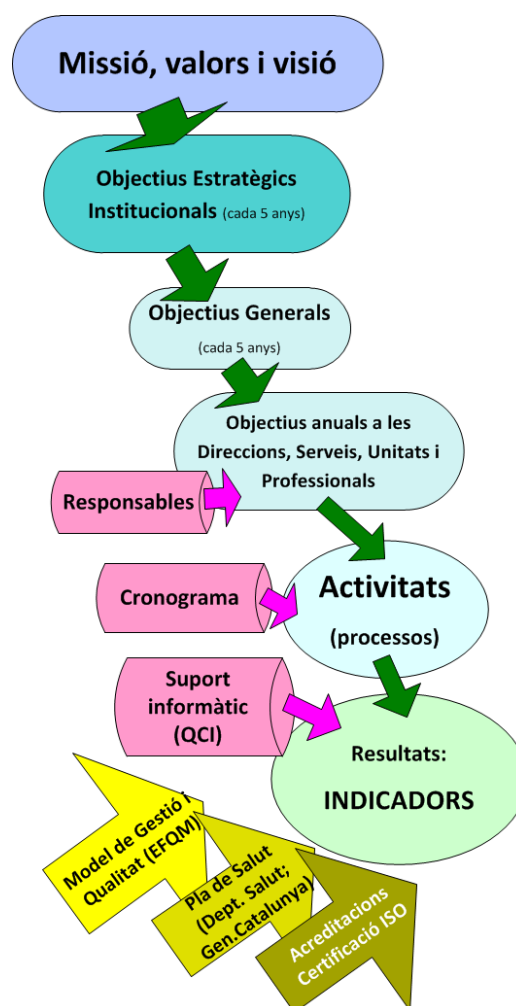 Missió, valors i visió
Objectius Estratègics
Institucionals (cada 5 anys)
Objectius Generals
(cada 5 anys)
Objectius anuals a les
Direccions, Serveis, Unitats i
Professionals
Responsables
Activitats
(processos)
Cronograma
Suport
informàtic
(QCI)
Resultats:
INDICADORS
Model de Gestió i
Qualitat (EFQM)
Pla de Salut
(Dept. Salut;
Gen.Catalunya)
Acreditacions
Certificació ISO